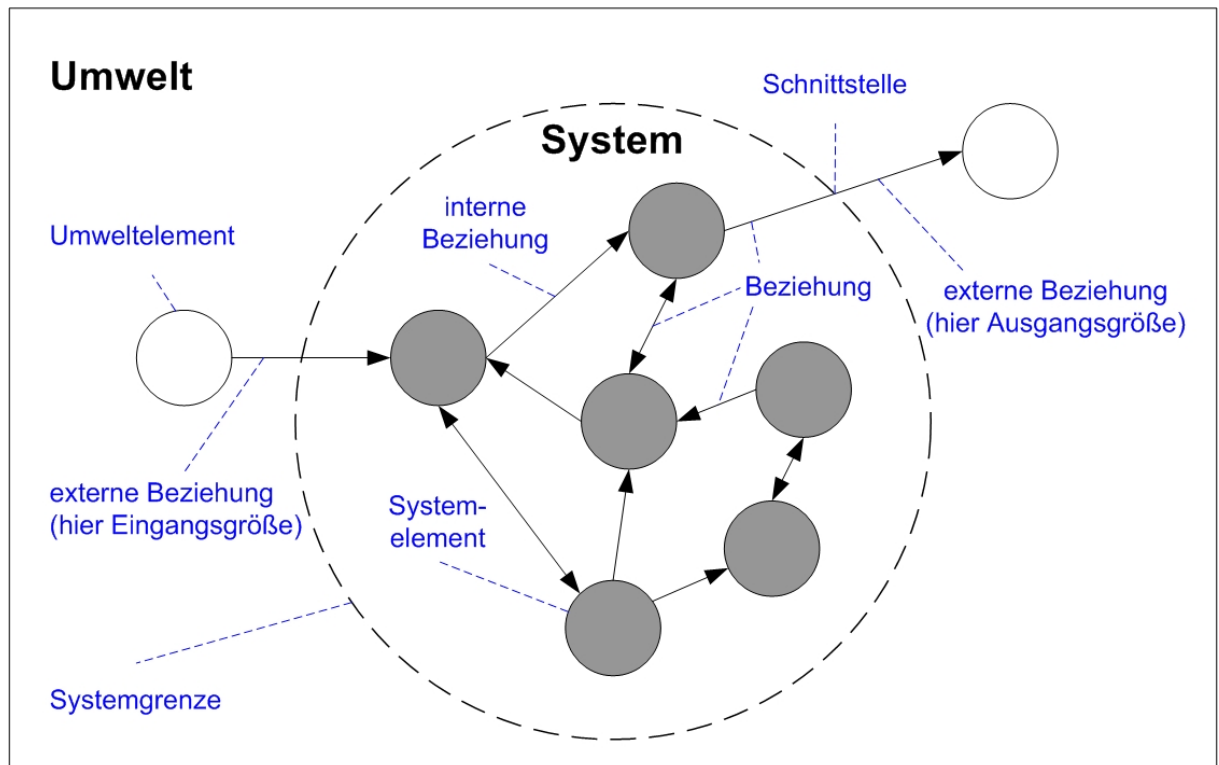 Umwelt
Schnittstelle
System
interne
Beziehung
Umweltelement
Beziehung
externe Beziehung
(hier Ausgangsgröße)
externe Beziehung
(hier Eingangsgröße)
System-
element
Systemgrenze